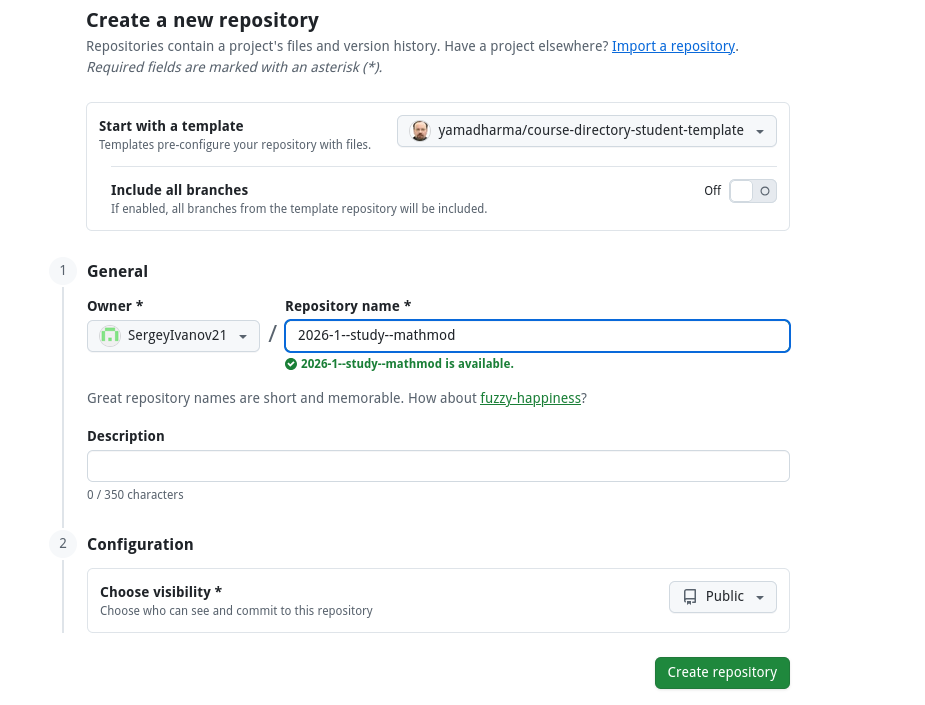 Create a new repository
Repositories contain a project's files and version history. Have a project elsewhere? Import a repository.
Required fields are marked with an asterisk (*).
Start with a template
Templates pre-configure your repository with files.
yamadharma/course-directory-student-template
Include all branches
If enabled, all branches from the template repository will be included.
Off
1
General
Owner *
Repository name *
SergeyIvanov21
/
2026-1--study--mathmod
2026-1--study--mathmod is available.
Great repository names are short and memorable. How about fuzzy-happiness?
Description
0 / 350 characters
2
Configuration
Choose visibility *
Choose who can see and commit to this repository
Public
Create repository